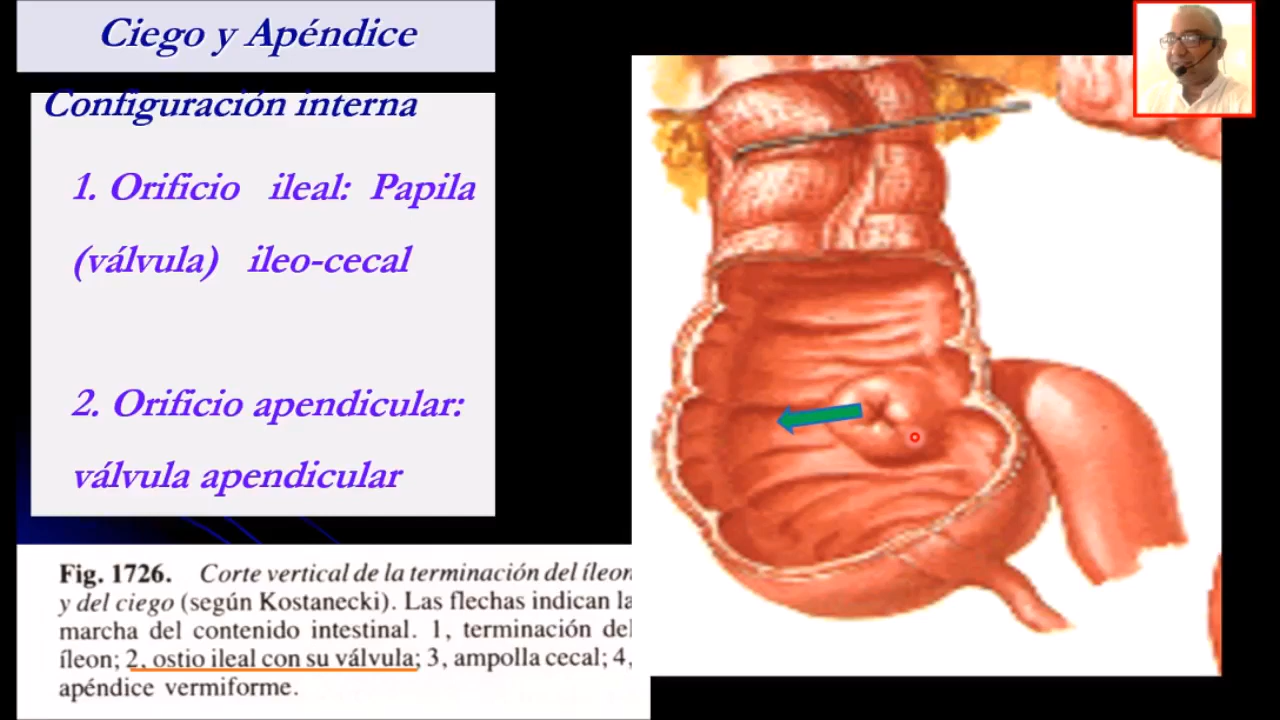 Ciego y Apéndice
Configuración interna
1. Orificio ileal: Papila
(válvula) ileo-cecal
2. Orificio apendicular:
válvula apendicular
Fig. 1726. Corte vertical de la terminación del íleon
y del ciego (según Kostanecki). Las flechas indican la
marcha del contenido intestinal. 1, terminación del
íleon; 2, ostio ileal con su válvula; 3, ampolla cecal; 4,
apéndice vermiforme.